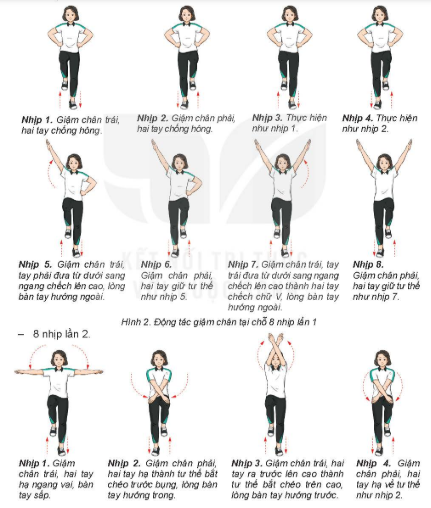 Nhịp 1. Giậm chân trái,
hai tay chống hông.
Nhịp 2. Giậm chân phải,
hai tay chống hông.
Nhịp 3. Thực hiện
như nhịp 1.
Nhịp 4. Thực hiện
như nhịp 2.
Nhịp 5. Giậm chân trái,
tay phải đưa từ dưới sang
ngang chếch lên cao, lòng
bàn tay hướng ngoài.
Nhịp 6.
Giậm chân phải,
hai tay giữ tư thế
như nhịp 5.
Nhịp 7. Giậm chân trái, tay
trái đưa từ dưới sang ngang
chếch lên cao thành hai tay
chếch chữ V, lòng bàn tay
hướng ngoài.
Nhịp 8.
Giậm chân phải,
hai tay giữ tư thế
như nhịp 7.
Hình 2. Động tác giậm chân tại chỗ 8 nhịp lần 1
– 8 nhịp lần 2.
Nhịp 1. Giậm
chân trái, hai tay
hạ ngang vai, bàn
tay sấp.
Nhịp 2. Giậm chân phải,
hai tay hạ thành tư thế bắt
chéo trước bụng, lòng bàn
tay hướng trong.
Nhịp 3. Giậm chân trái, hai
tay ra trước lên cao thành
tư thế bắt chéo trên cao,
lòng bàn tay hướng trước.
Nhịp 4. Giậm
chân phải, hai
tay hạ về tư thế
như nhịp 2.